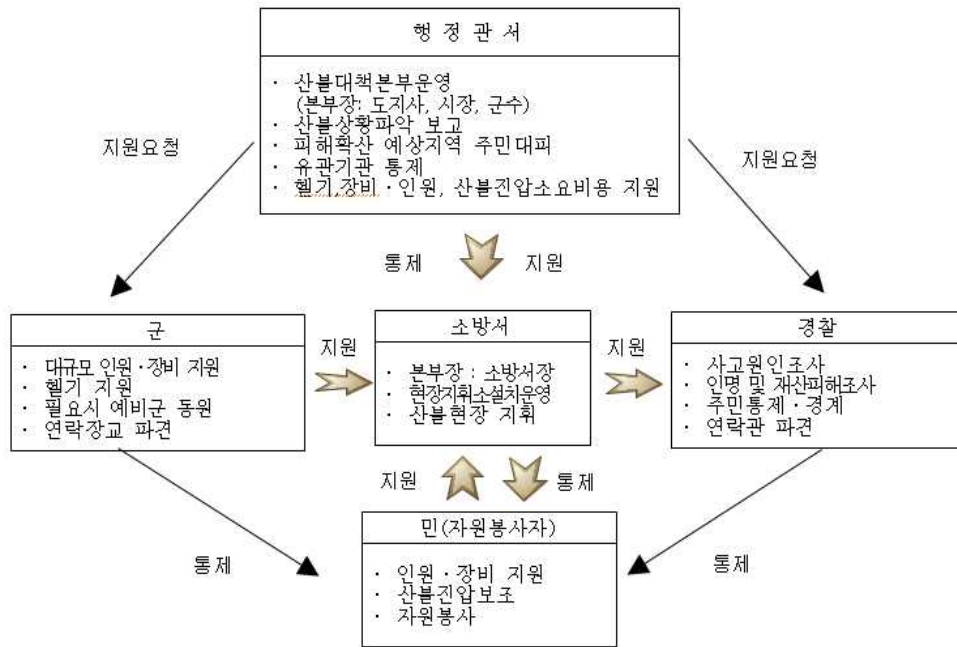 행 정 관 서
· 산불대책본부운영
(본부장: 도지사, 시장, 군수)
· 산불상황파악 보고
· 피해확산 예상지역 주민대피
· 유관기관 통제
· 헬기,장비·인원, 산불진압소요비용 지원
지원요청
지원요청
통제
지원
군
· 대규모 인원·장비 지원
· 헬기 지원
· 필요시 예비군 동원
· 연락장교 파견
지원
소방서
· 본부장 : 소방서장
· 현장지휘소설치운영
· 산불현장 지휘
지원
경찰
· 사고원인조사
· 인명 및 재산피해조사
· 주민통제·경계
· 연락관 파견
지원
통제
통제
민(자원봉사자)
· 인원·장비 지원
· 산불진압보조
· 자원봉사
통제